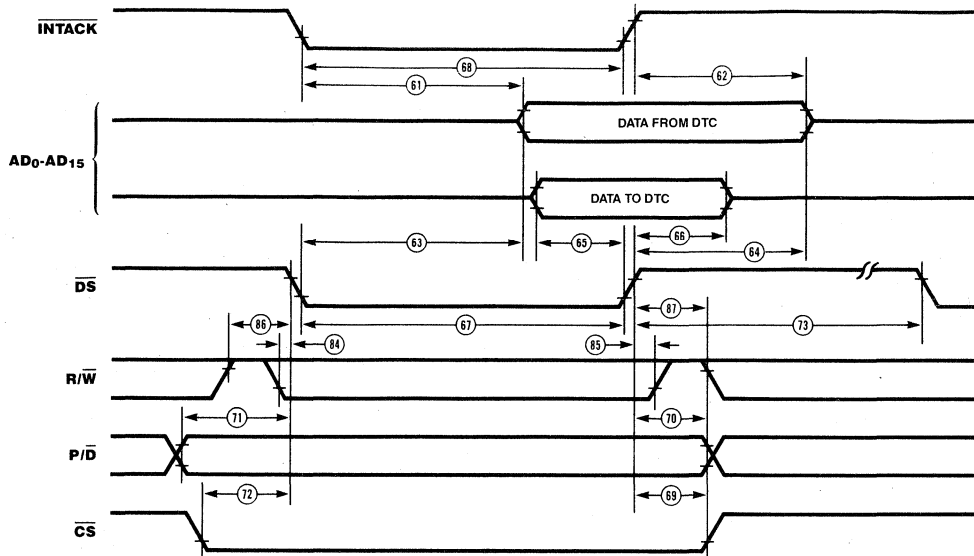 INTACK
68
61
62
DATA FROM DTC
AD0-AD15
DATA TO DTC
63
65
66
64
DS
87
86
67
73
84
85
R/W
71
70
P/D
72
69
CS